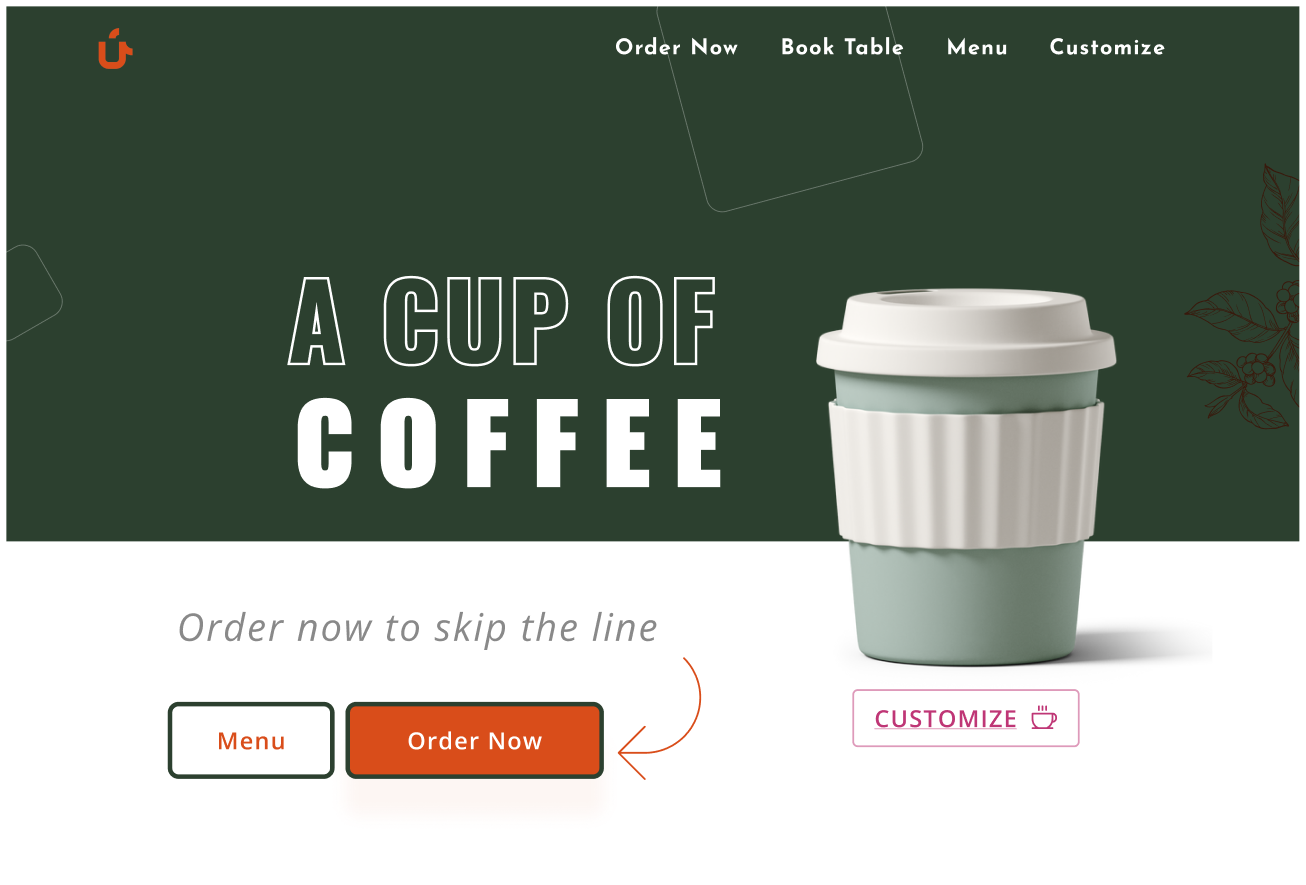 Order Now Book Table Menu Customize
A CUP OF
COFFEE
Order now to skip the line
Menu Order Now
CUSTOMIZE